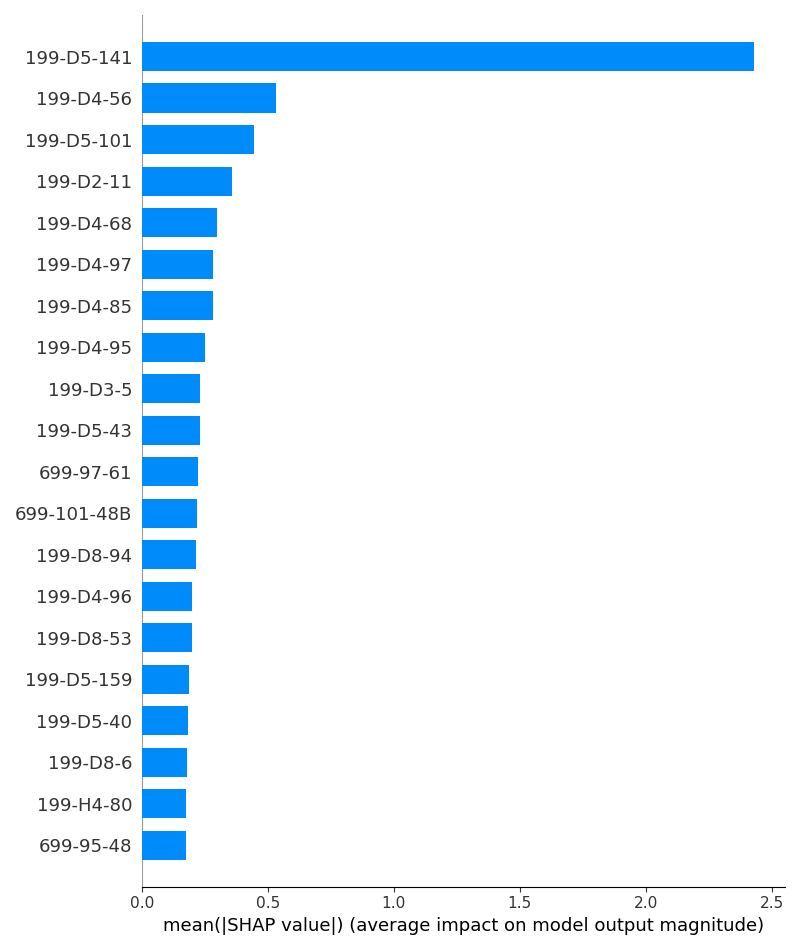 199-D5-141
199-D4-56
199-D5-101
199-D2-11
199-D4-68
199-D4-97
199-D4-85
199-D4-95
199-D3-5
199-D5-43
699-97-61
699-101-48B
199-D8-94
199-D4-96
199-D8-53
199-D5-159
199-D5-40
199-D8-6
199-H4-80
699-95-48
0.0 0.5 1.0 1.5 2.0 2.5
mean(|SHAP value|) (average impact on model output magnitude)